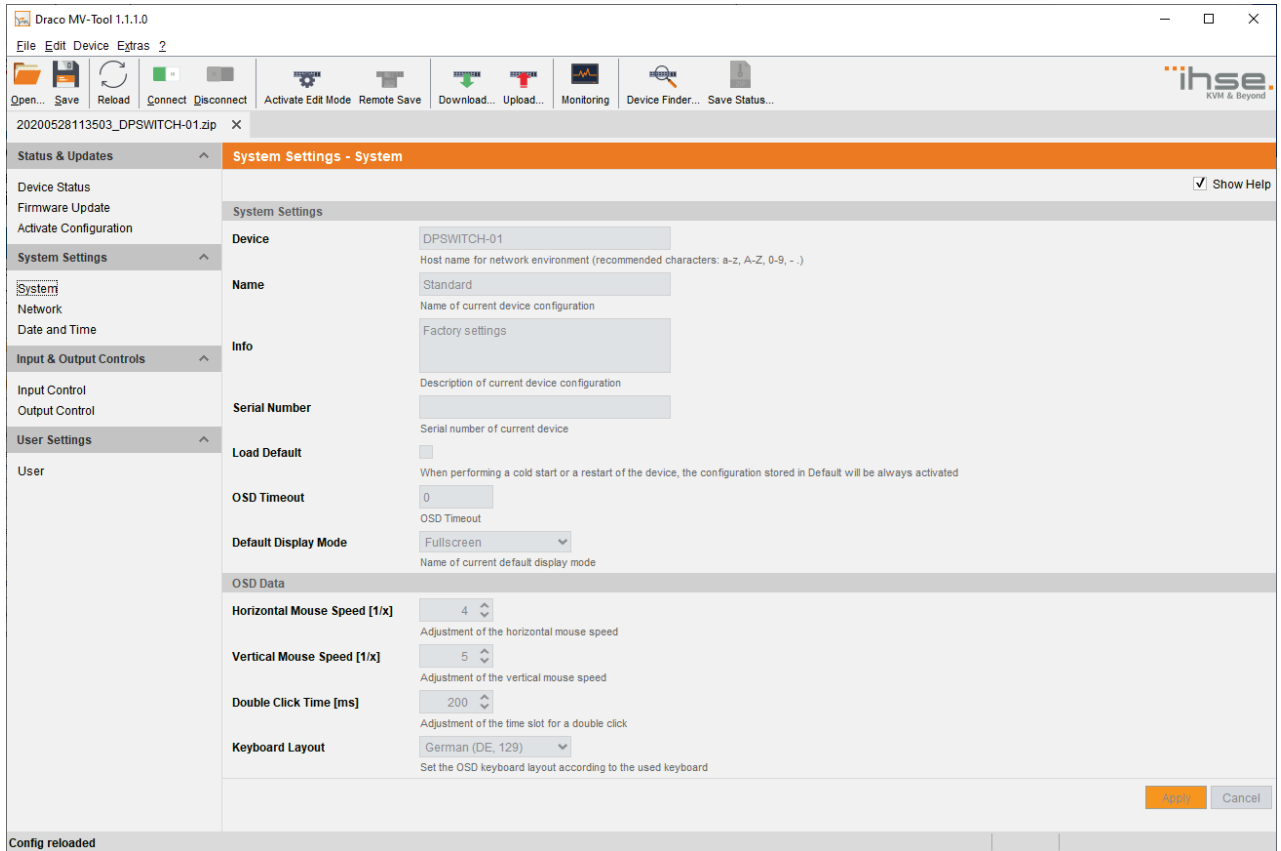 Draco MV-Tool 1.1.1.0
File Edit Device Extras ?
Open... Save Reload Connect Disconnect Activate Edit Mode Remote Save Download... Upload... Monitoring Device Finder... Save Status...
ihse.
KVM & Beyond
20200528113503_DPSWITCH-01.zip
Status & Updates
Device Status
Firmware Update
Activate Configuration
System Settings
System
Network
Date and Time
Input & Output Controls
Input Control
Output Control
User Settings
User
System Settings - System
Show Help
System Settings
Device DPSWITCH-01
Host name for network environment (recommended characters: a-z, A-Z, 0-9, - .)
Name Standard
Name of current device configuration
Info Factory settings
Description of current device configuration
Serial Number
Serial number of current device
Load Default
When performing a cold start or a restart of the device, the configuration stored in Default will be always activated
OSD Timeout 0
OSD Timeout
Default Display Mode Fullscreen
Name of current default display mode
OSD Data
Horizontal Mouse Speed [1/x] 4
Adjustment of the horizontal mouse speed
Vertical Mouse Speed [1/x] 5
Adjustment of the vertical mouse speed
Double Click Time [ms] 200
Adjustment of the time slot for a double click
Keyboard Layout German (DE, 129)
Set the OSD keyboard layout according to the used keyboard
Apply Cancel
Config reloaded